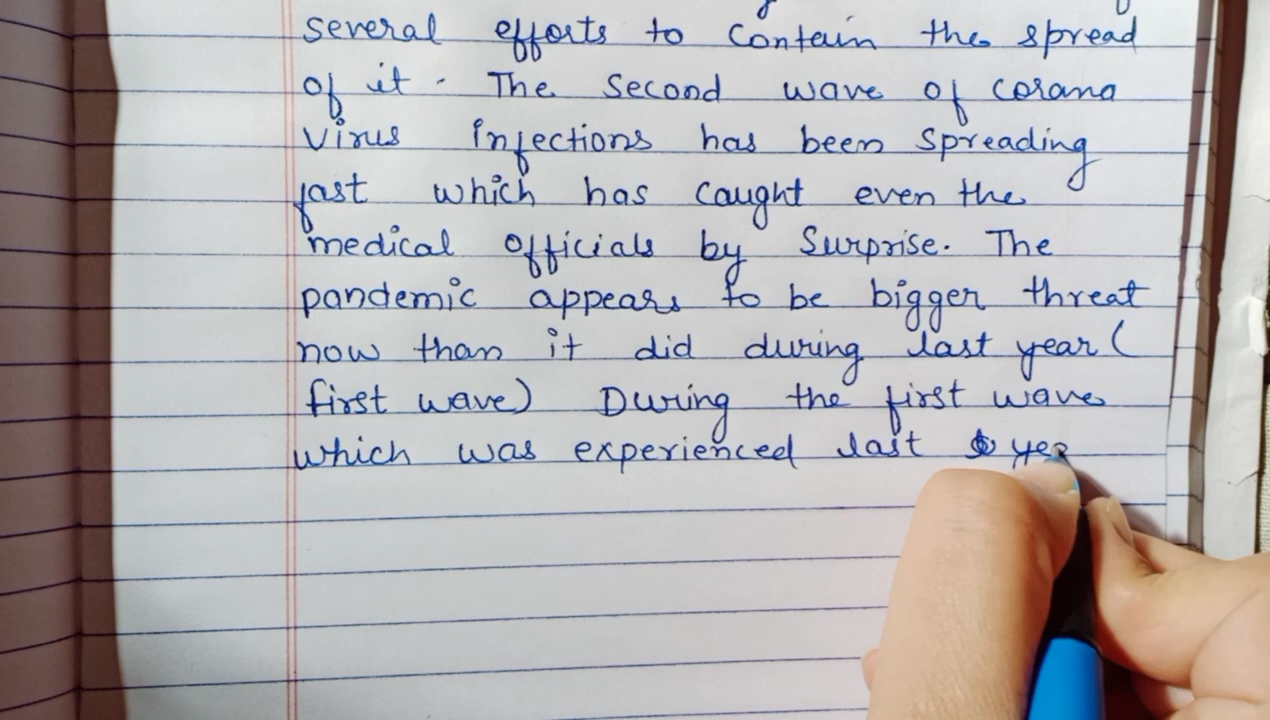 several efforts to contain the spread
of it. The second wave of corana
virus infections has been spreading
fast which has caught even the
medical officials by surprise. The
pandemic appears to be bigger threat
now than it did during last year (
first wave) During the first wave
which was experienced last yea